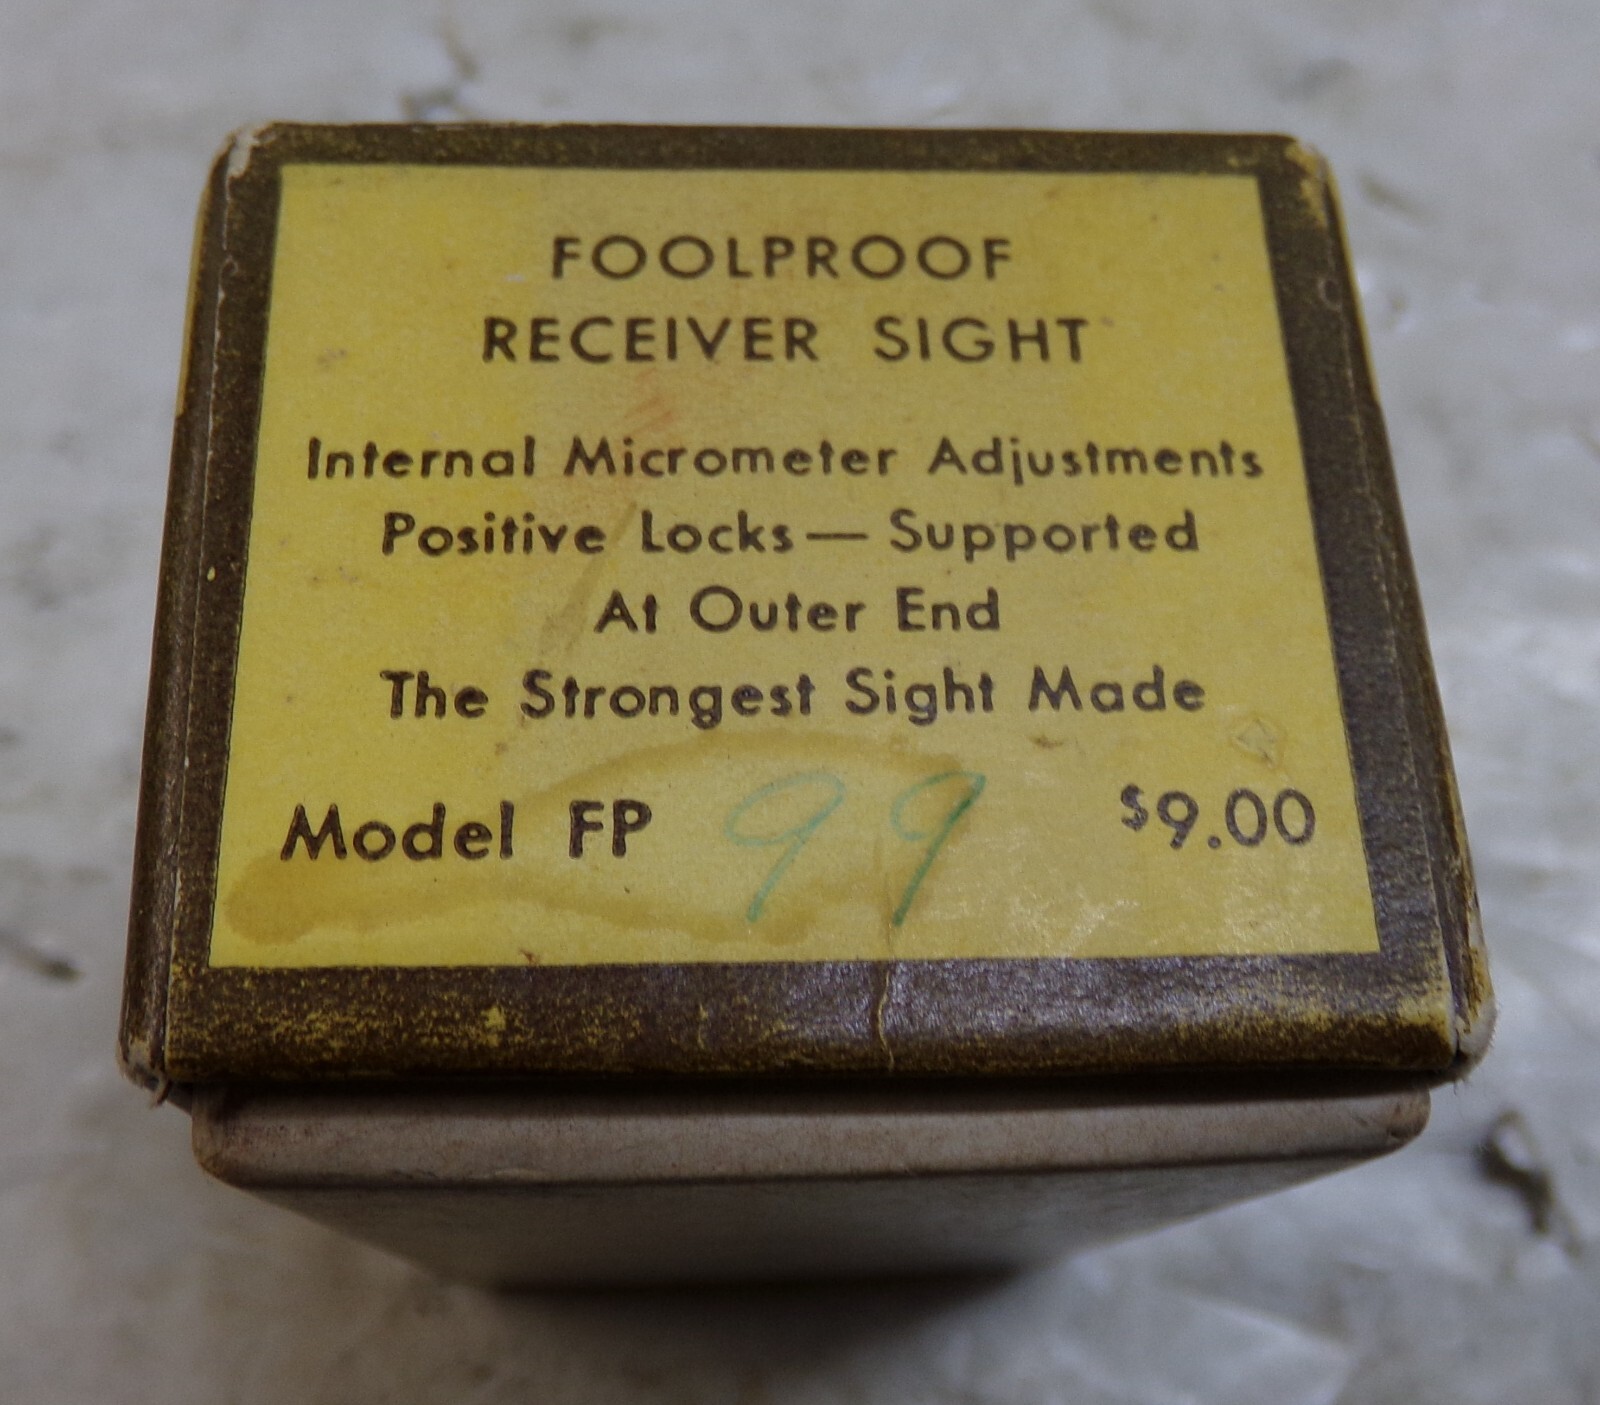 FOOLPROOF
RECEIVER SIGHT
Internal Micrometer Adjustments
Positive Locks — Supported
At Outer End
The Strongest Sight Made
Model FP 99 $9.00